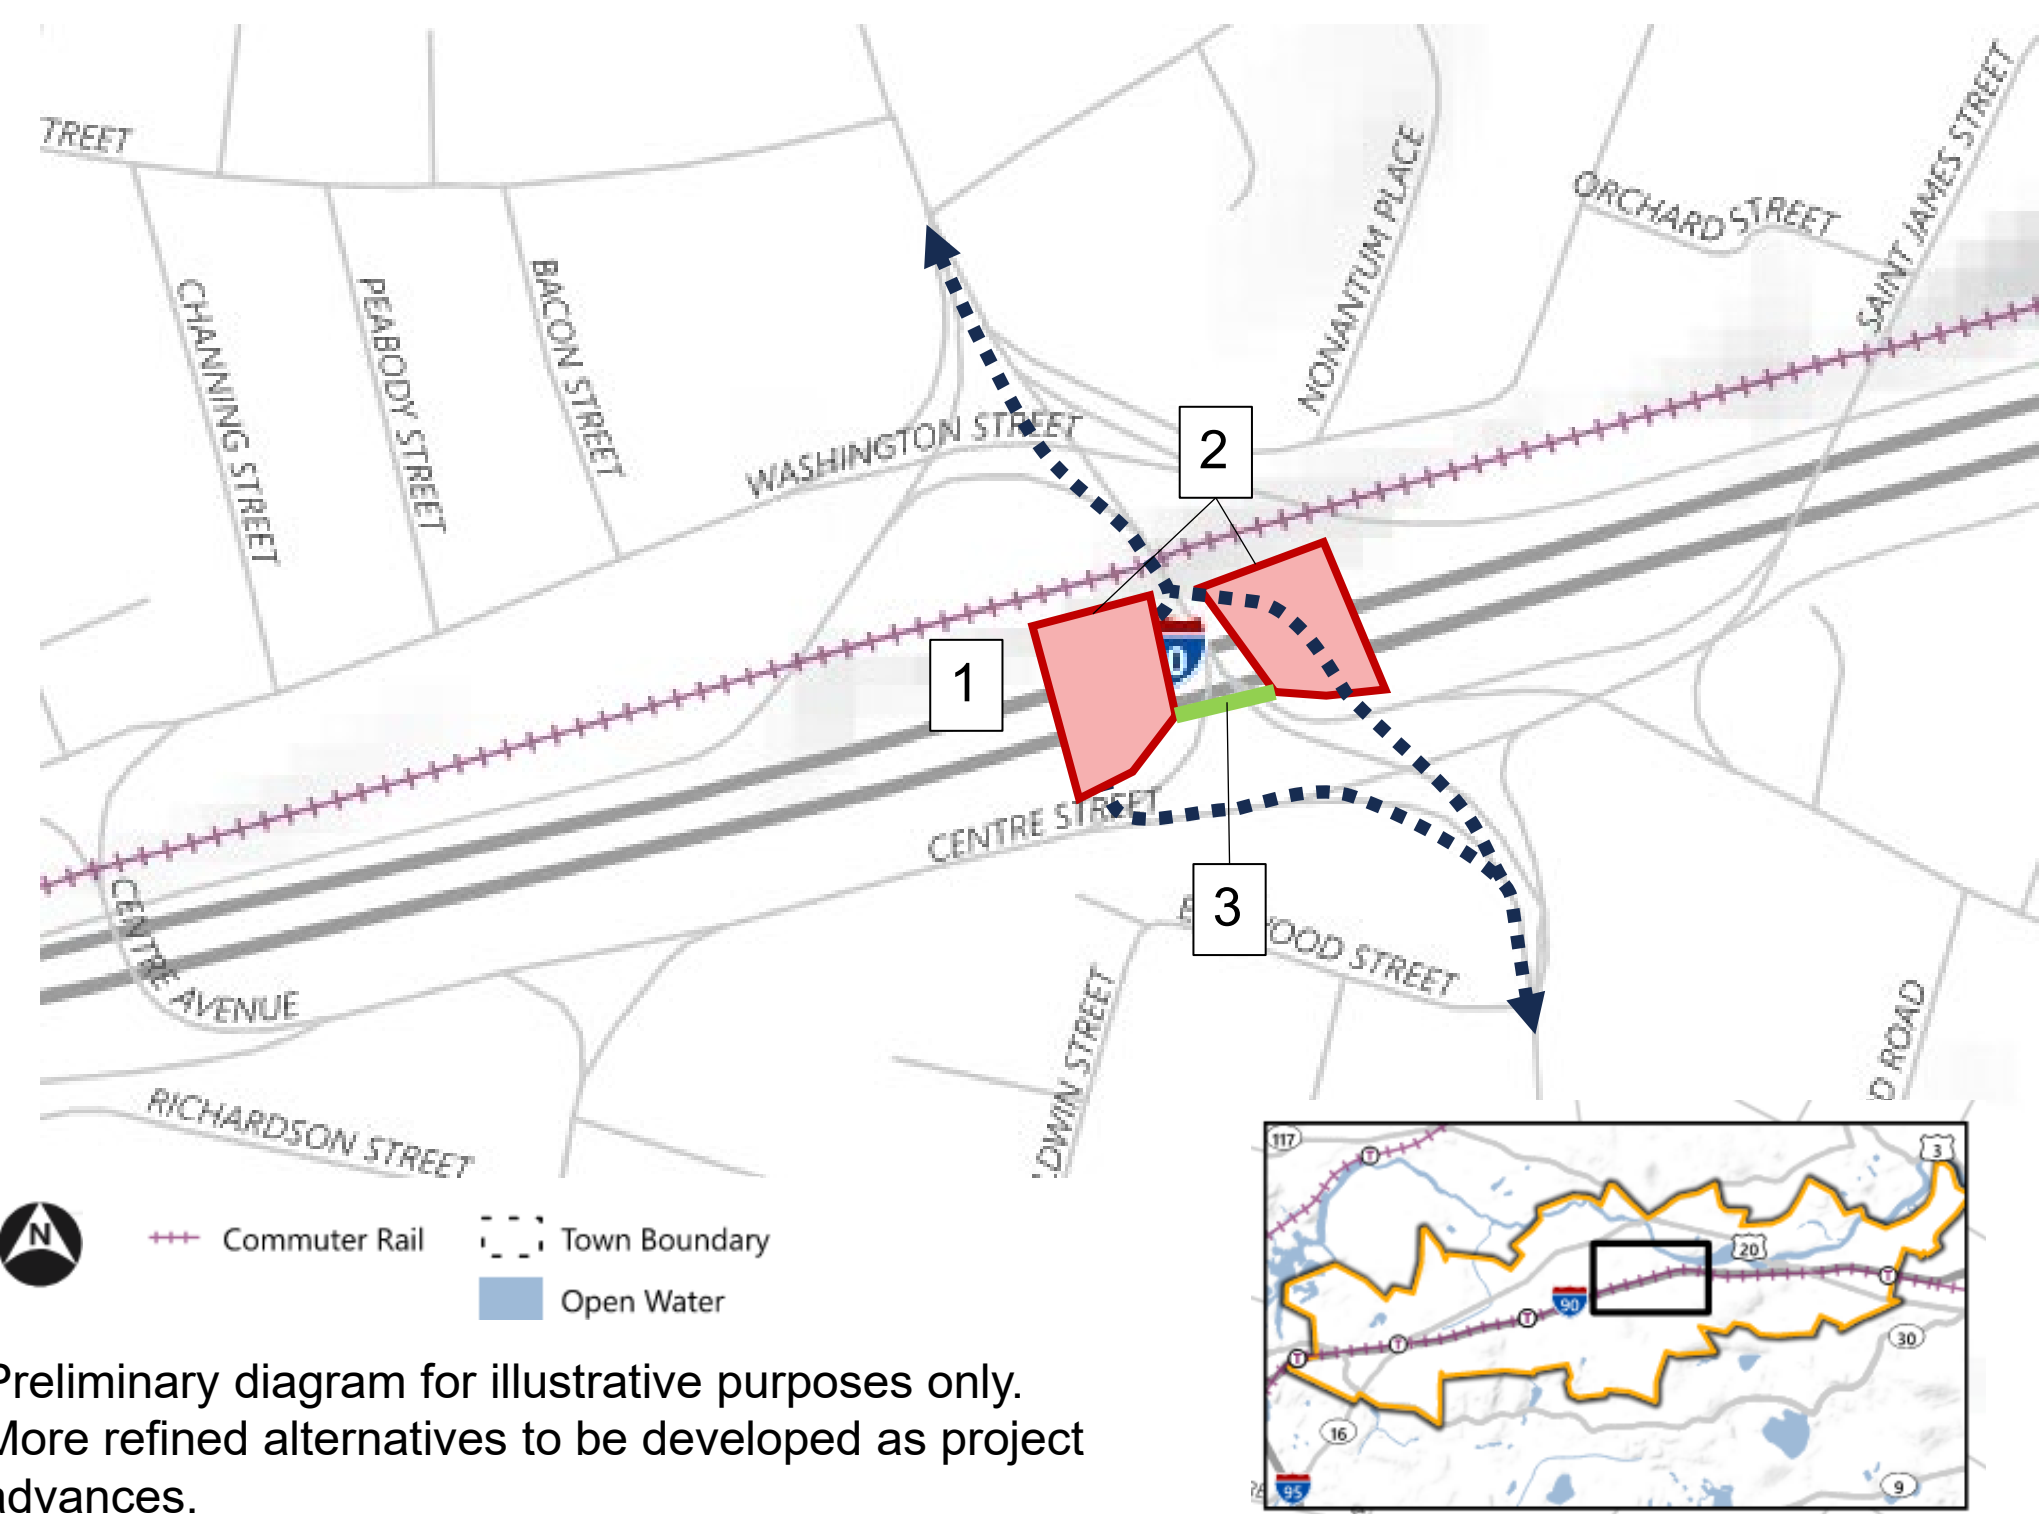 TREET
CHANNING STREET
PEABODY STREET
BACON STREET
WASHINGTON STREET
NONANTUM PLACE
ORCHARD STREET
SAINT JAMES STREET
2
1
0
CENTRE STREET
3
OOD STREET
CENTRE AVENUE
DWIN STREET
D ROAD
RICHARDSON STREET
N
Commuter Rail
Town Boundary
Open Water
Preliminary diagram for illustrative purposes only.
More refined alternatives to be developed as project
advances.
117
3
20
90
30
16
95
9
T
T
T
T
T